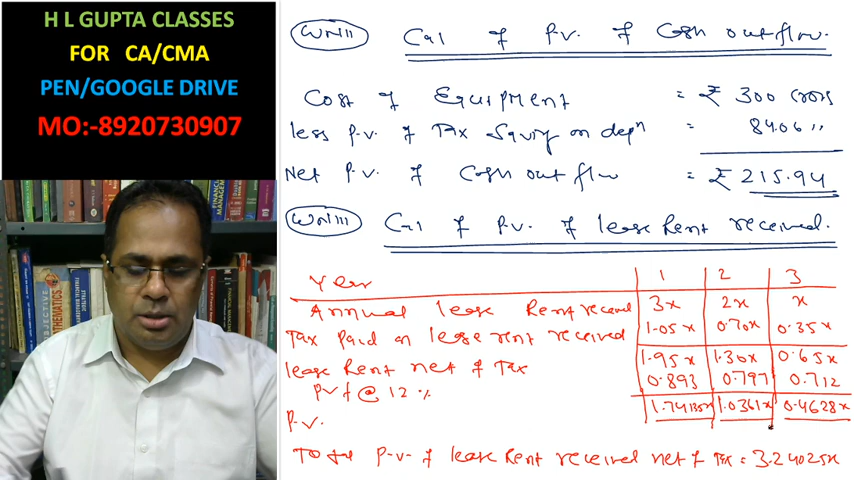 H L GUPTA CLASSES
FOR CA/CMA
PEN/GOOGLE DRIVE
MO:-8920730907
WNII Cal of P.V. of Cash out flow.
Cost of Equipment = ₹ 300 crores
less P.V. of Tax Saving on depn = 84.06 ,,
Net P.V. of Cash out flow = ₹ 215.94
WNIII Cal of P.V. of lease Rent received.
Year 1 2 3
Annual lease Rent received 3x 2x x
Tax Paid on lease rent received 1.05x 0.70x 0.35x
lease Rent net of Tax 1.95x 1.30x 0.65x
PVf @ 12 % 0.893 0.797 0.712
P.V. 1.74135x 1.0361x 0.4628x
Total P.V. of lease Rent received net of Tax = 3.24025x